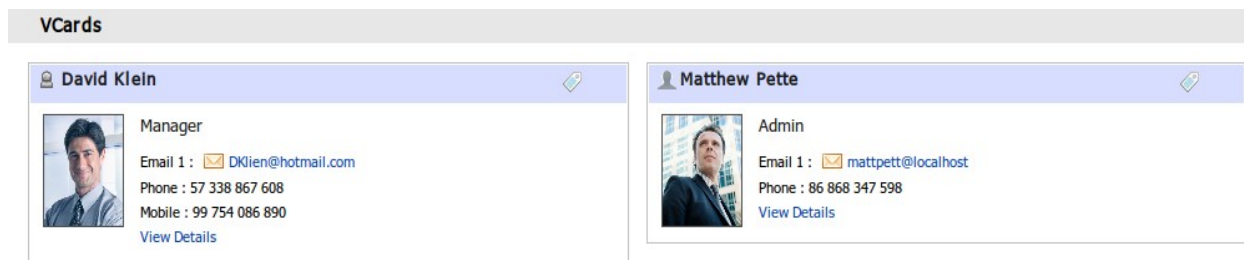 VCards
David Klein
Manager
Email 1 : DKlien@hotmail.com
Phone : 57 338 867 608
Mobile : 99 754 086 890
View Details
Matthew Pette
Admin
Email 1 : mattpett@localhost
Phone : 86 868 347 598
View Details